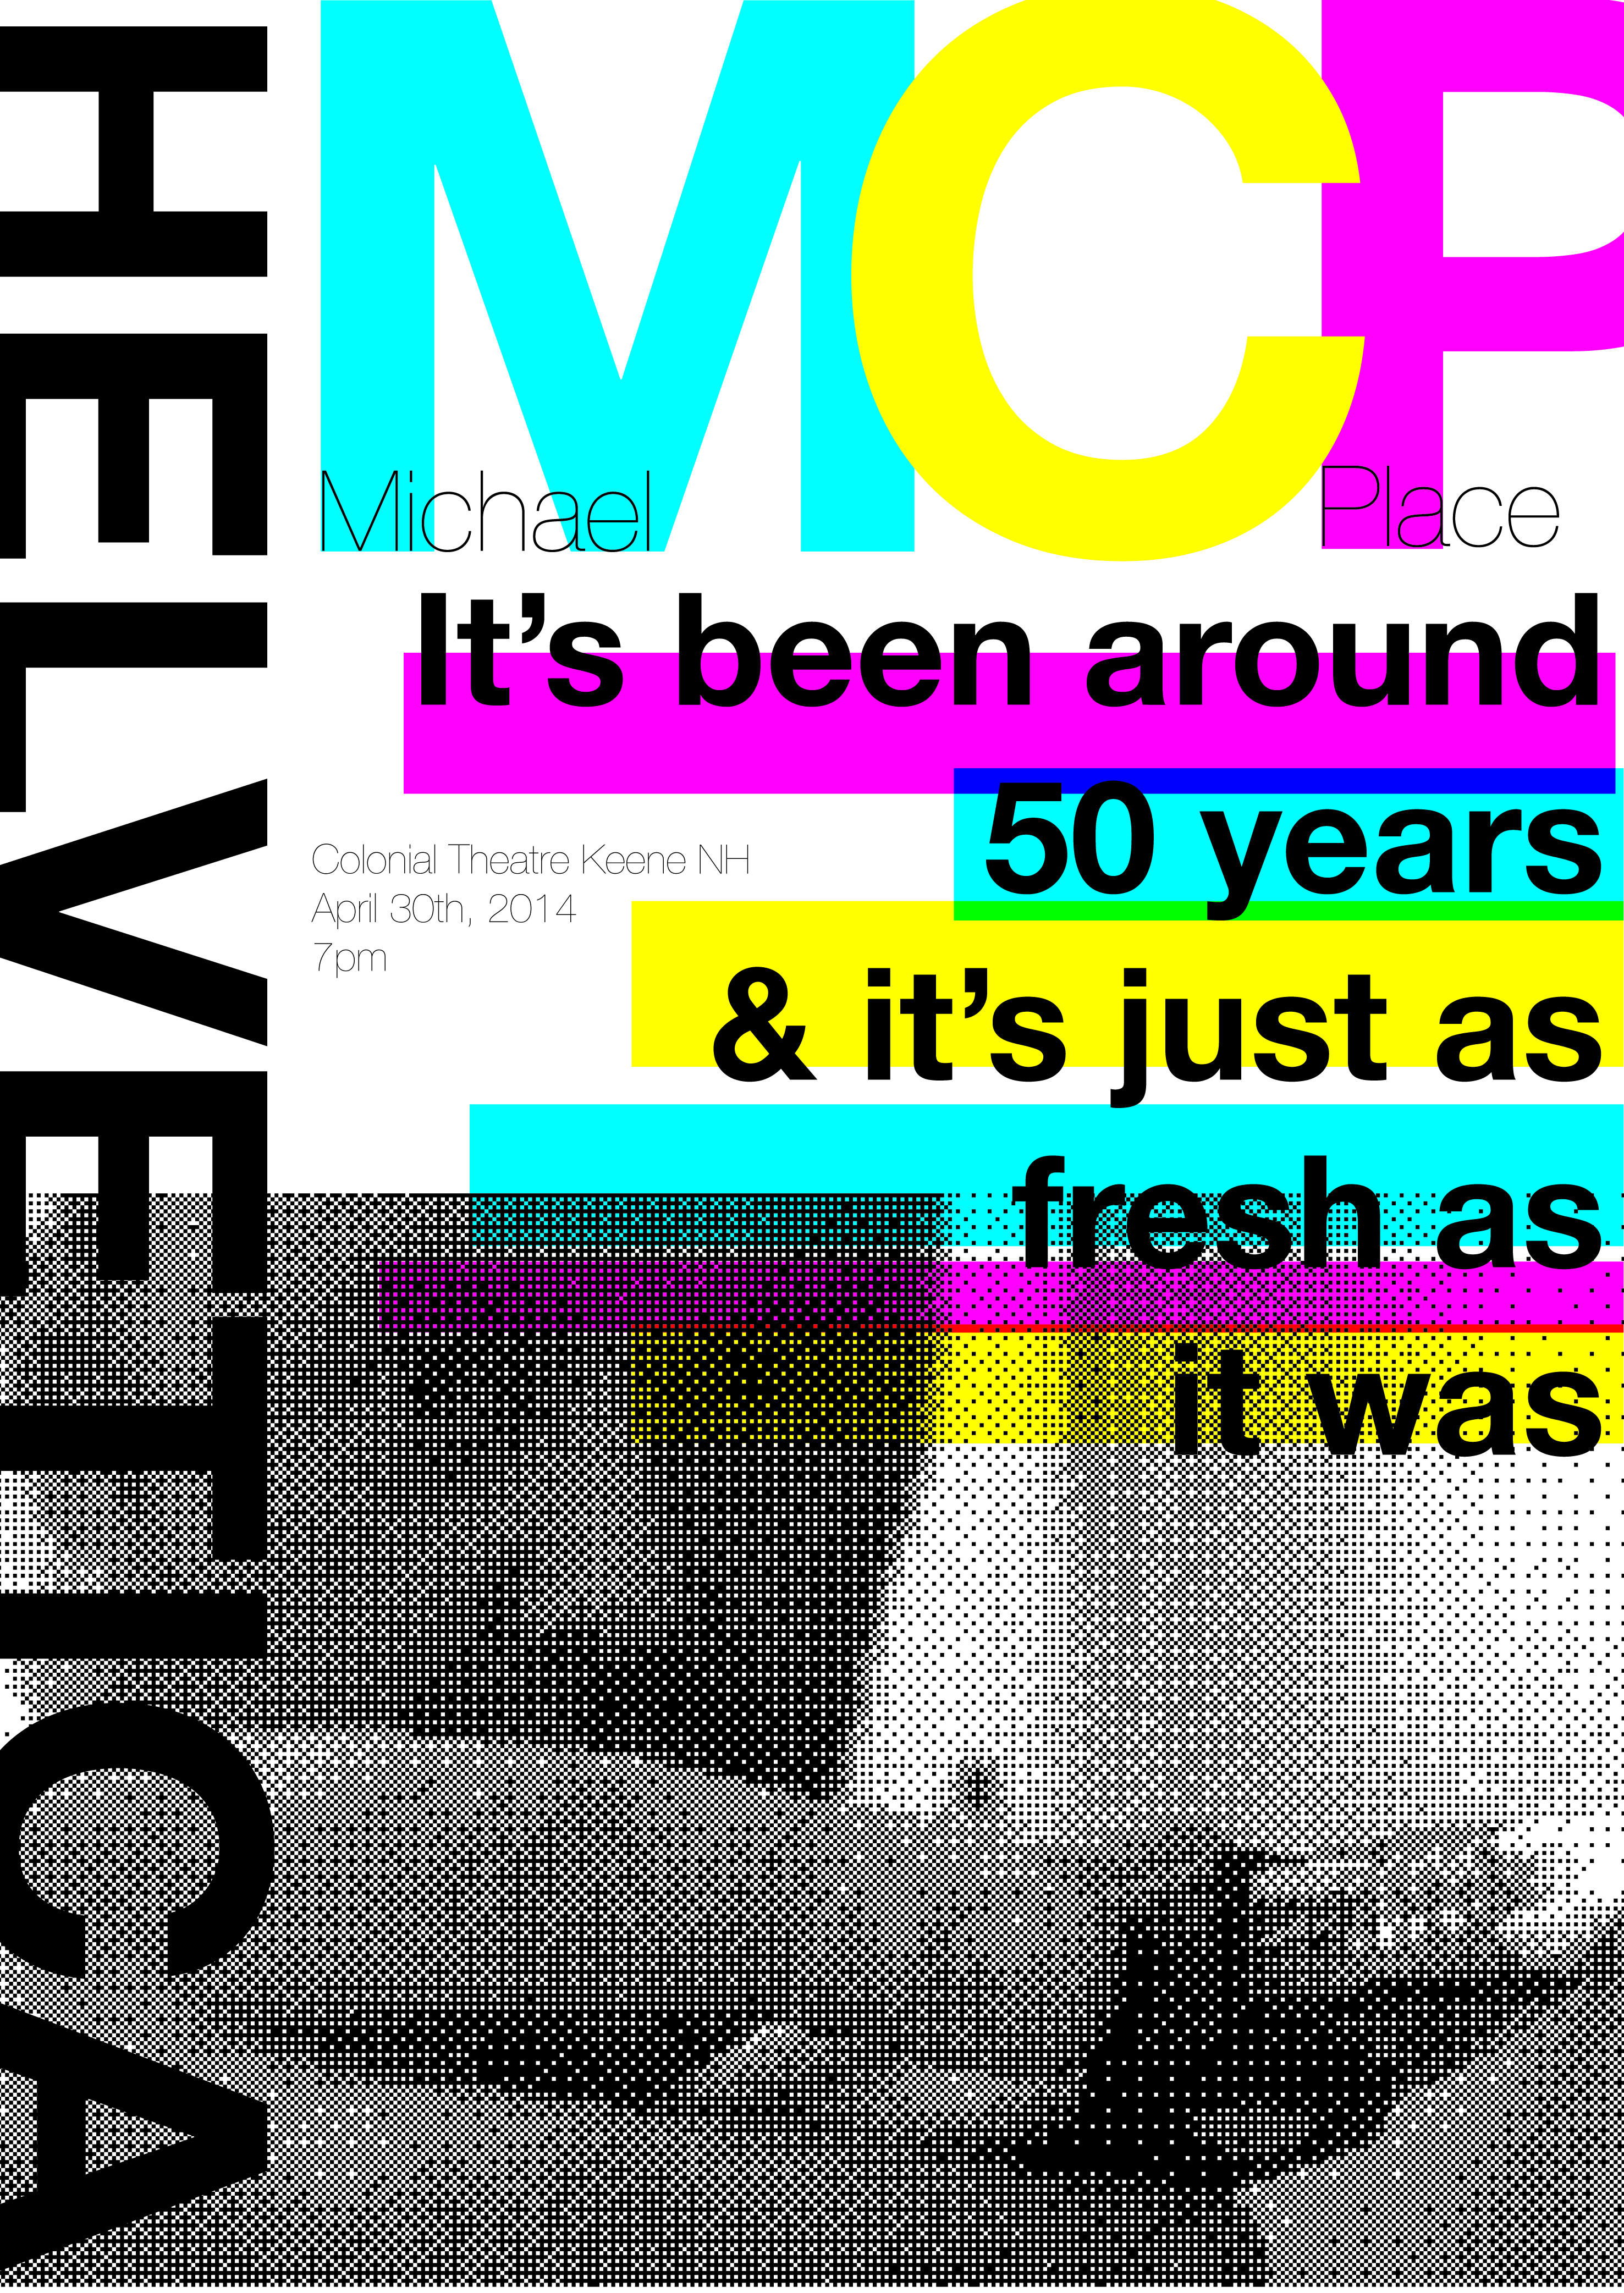 HELVETICA
MCP
Michael
Place
It’s been around
50 years
& it’s just as
fresh as
it was
Colonial Theatre Keene NH
April 30th, 2014
7pm